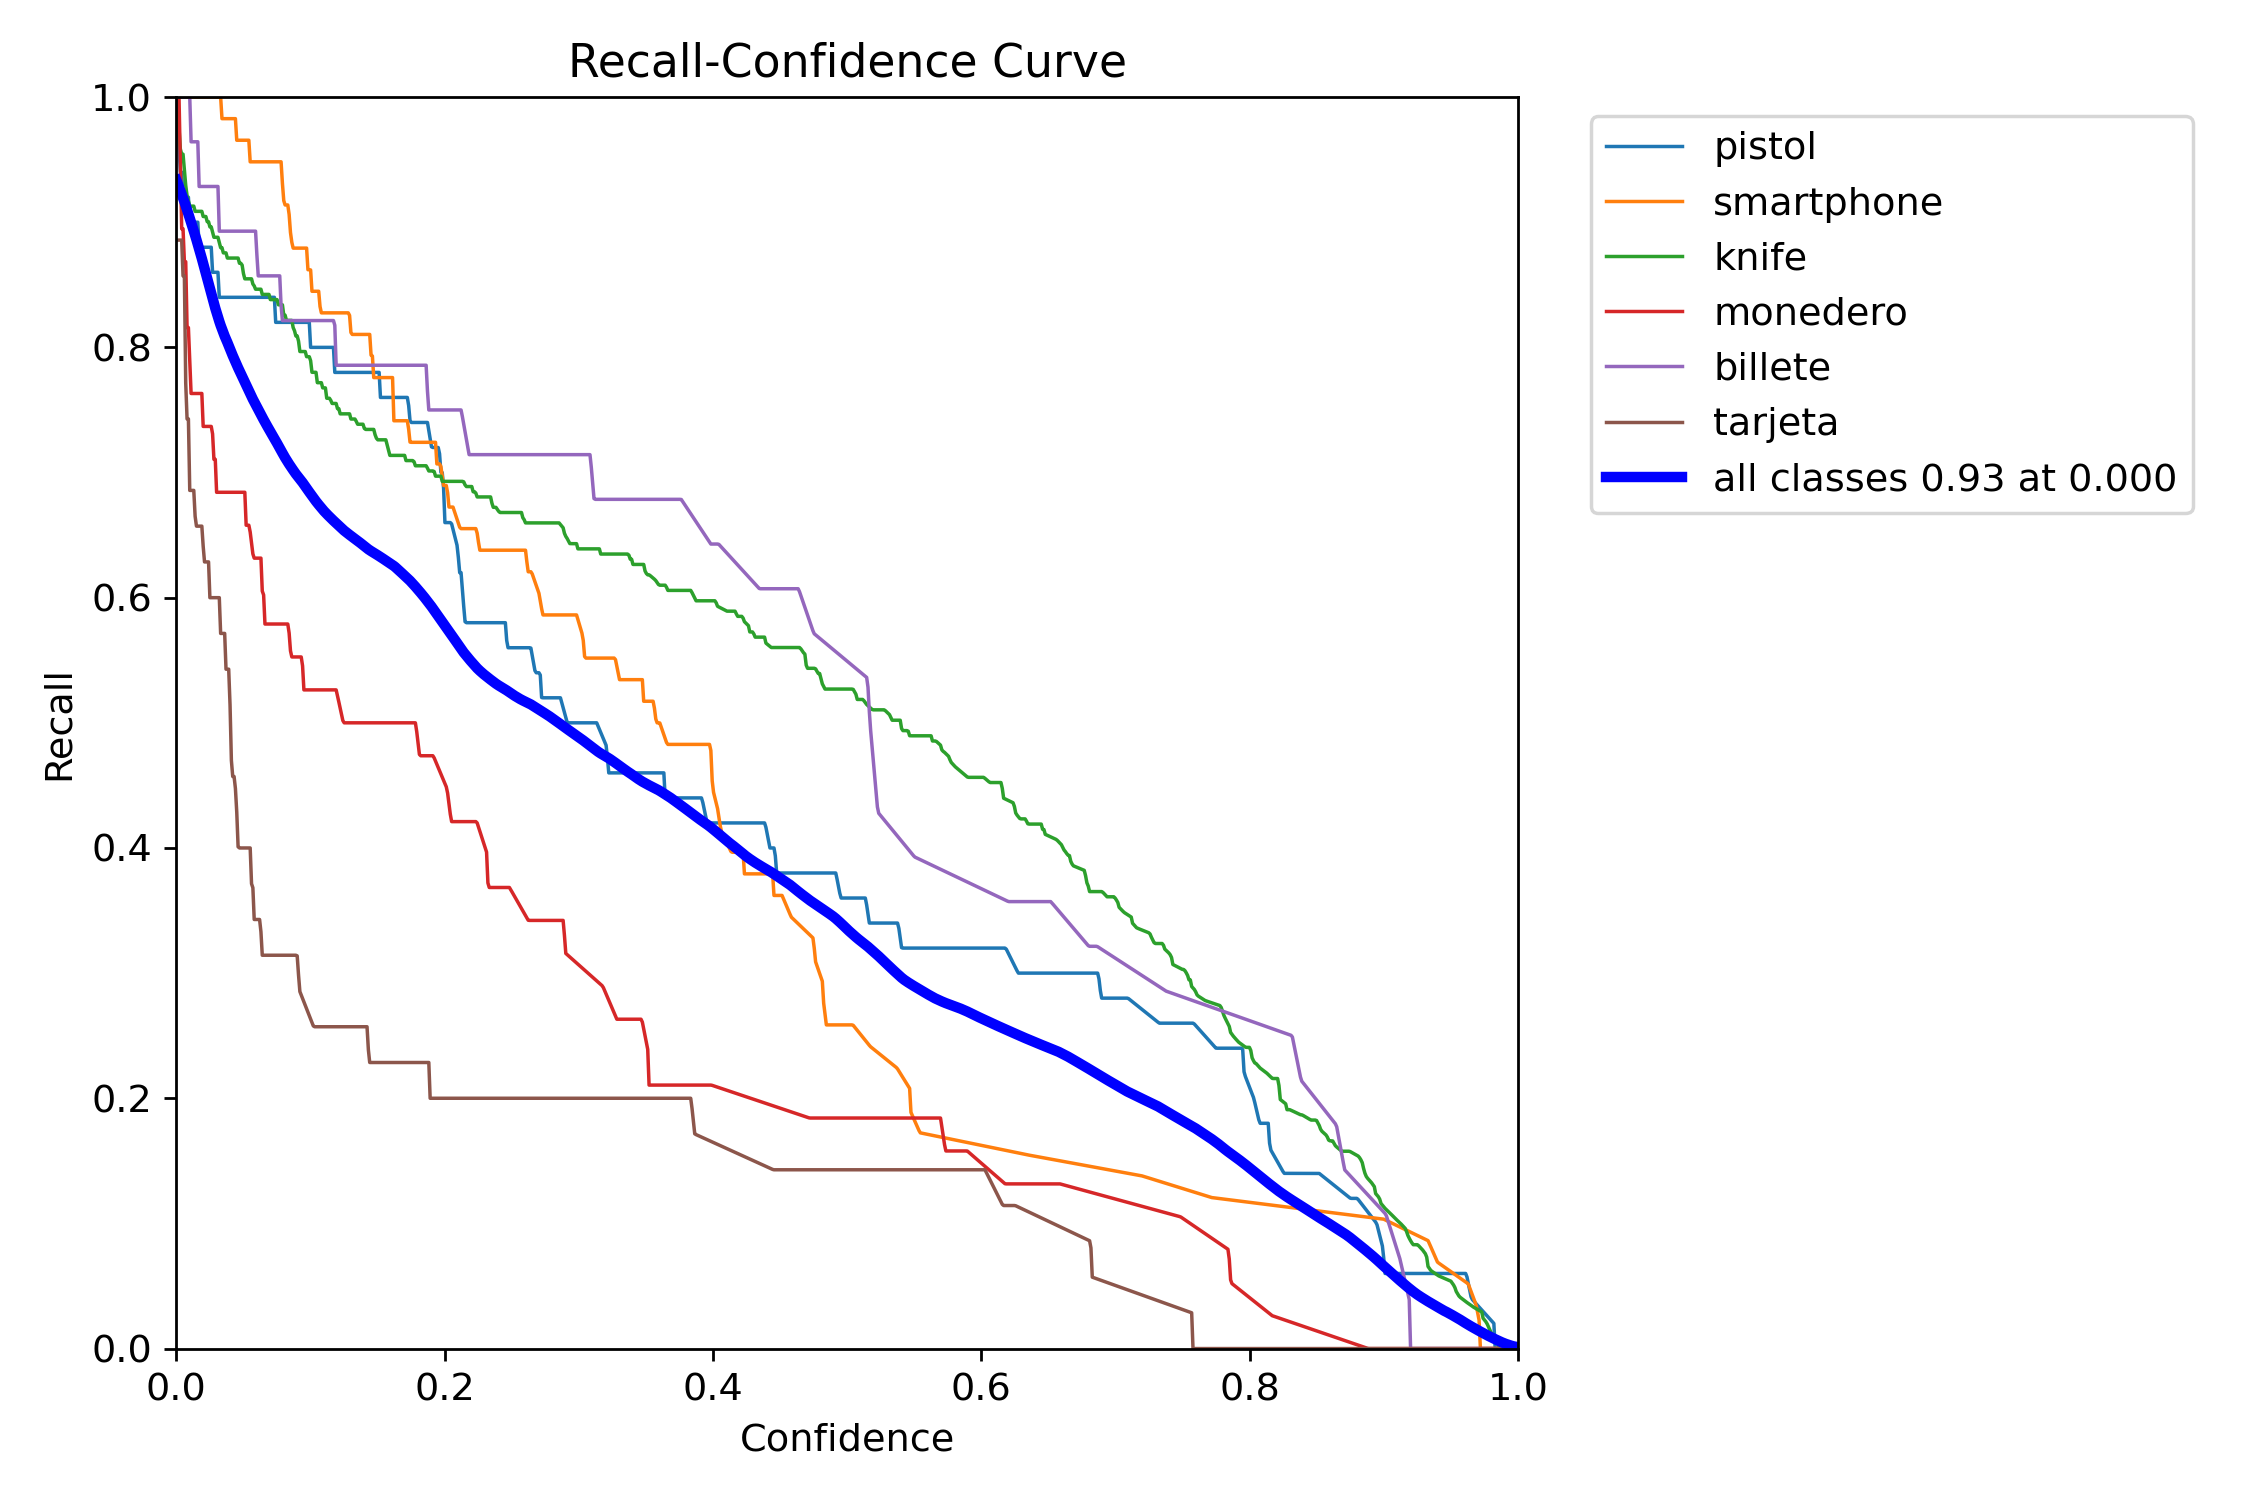 Recall-Confidence Curve
1.0
0.8
0.6
0.4
0.2
0.0
Recall
0.0 0.2 0.4 0.6 0.8 1.0
Confidence
pistol
smartphone
knife
monedero
billete
tarjeta
all classes 0.93 at 0.000